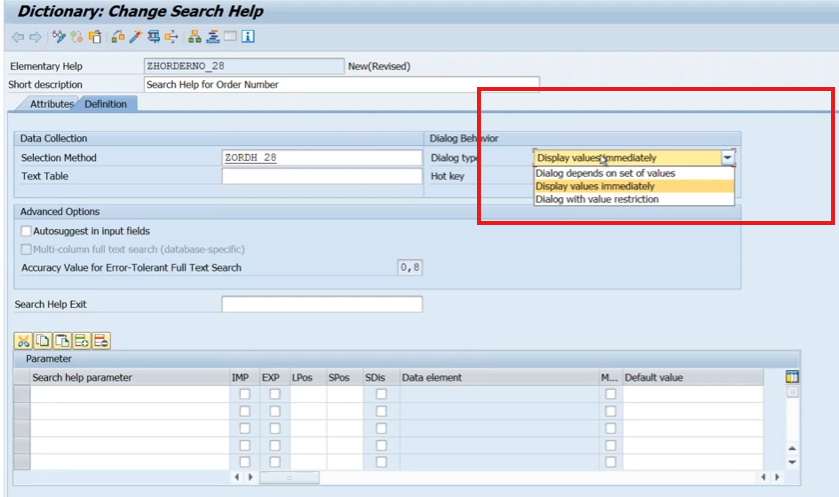 Dictionary: Change Search Help
Elementary Help ZHORDERNO_28 New(Revised)
Short description Search Help for Order Number
Attributes Definition
Data Collection Dialog Behavior
Selection Method ZORDH_28 Dialog type Display values immediately
Text Table Hot key Dialog depends on set of values
Display values immediately
Dialog with value restriction
Advanced Options
Autosuggest in input fields
Multi-column full text search (database-specific)
Accuracy Value for Error-Tolerant Full Text Search 0,8
Search Help Exit
Parameter
Search help parameter IMP EXP LPos SPos SDis Data element M... Default value